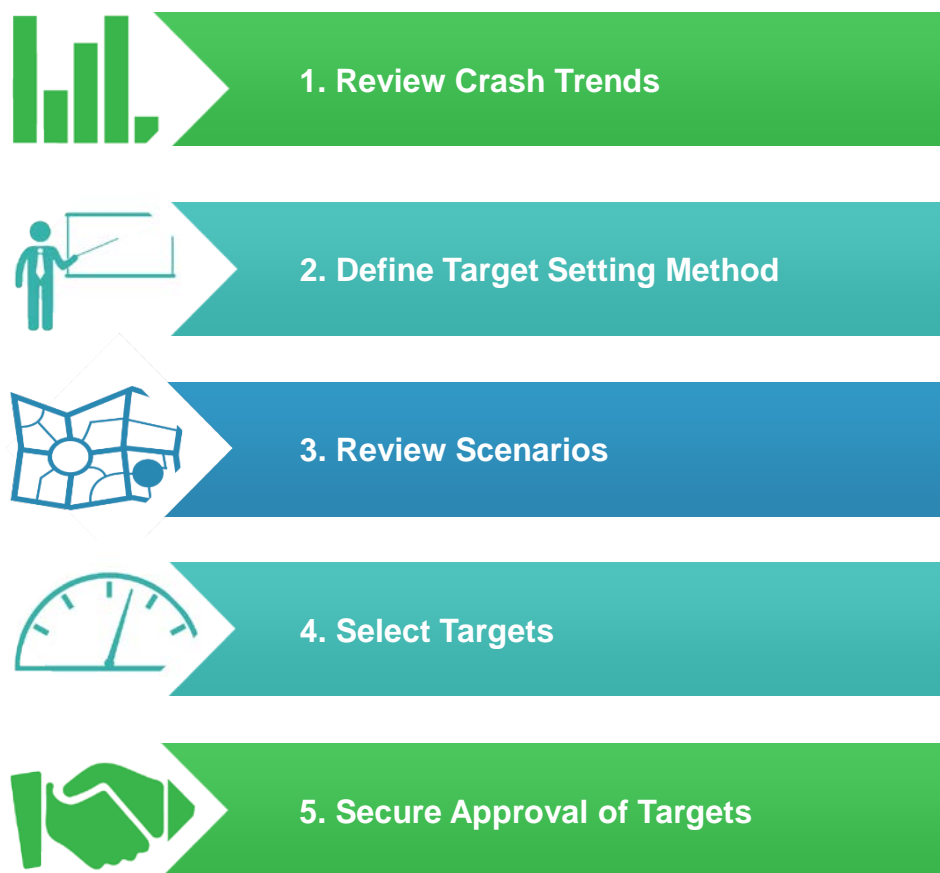 1. Review Crash Trends
2. Define Target Setting Method
3. Review Scenarios
4. Select Targets
5. Secure Approval of Targets